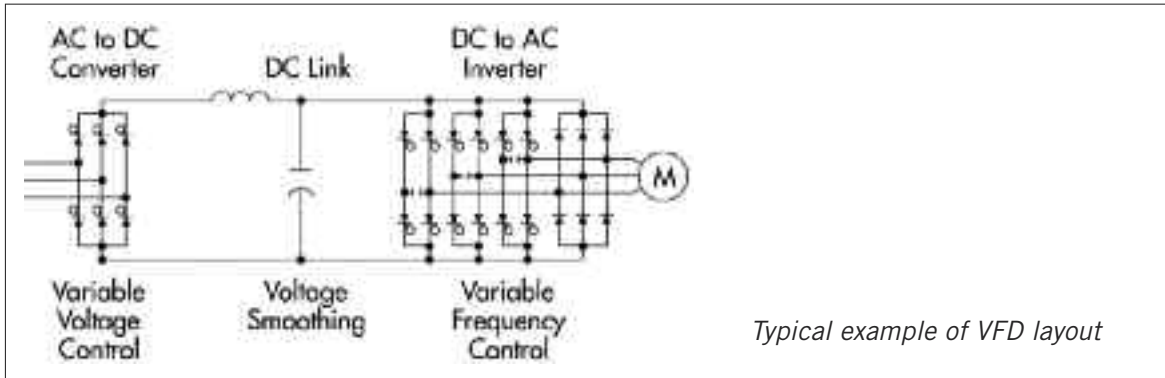 AC to DC
Converter
DC Link
DC to AC
Inverter
M
Variable
Voltage
Control
Voltage
Smoothing
Variable
Frequency
Control
Typical example of VFD layout